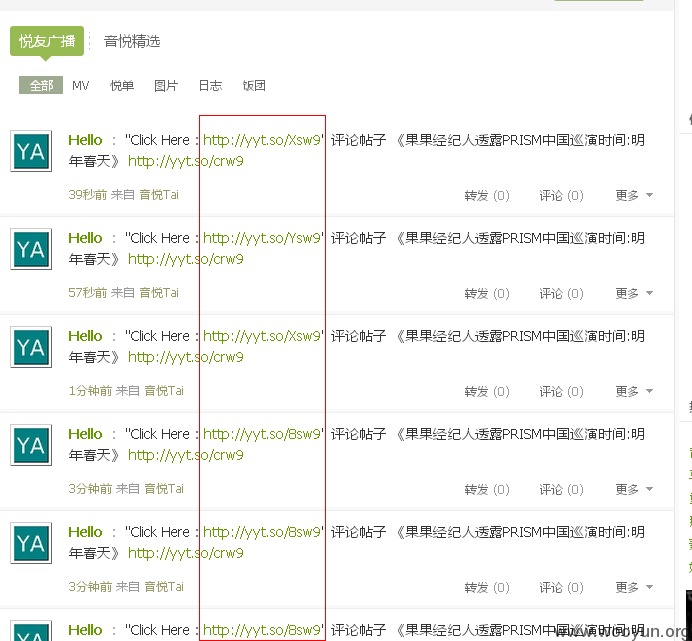 悦友广播 音悦精选
全部 MV 悦单 图片 日志 饭团
YA
Hello : "Click Here : http://yyt.so/Xsw9" 评论帖子 《果果经纪人透露PRISM中国巡演时间:明
年春天》 http://yyt.so/crw9
39秒前 来自 音悦Tai 转发 (0) 评论 (0) 更多
YA
Hello : "Click Here : http://yyt.so/Ysw9" 评论帖子 《果果经纪人透露PRISM中国巡演时间:明
年春天》 http://yyt.so/crw9
57秒前 来自 音悦Tai 转发 (0) 评论 (0) 更多
YA
Hello : "Click Here : http://yyt.so/Xsw9" 评论帖子 《果果经纪人透露PRISM中国巡演时间:明
年春天》 http://yyt.so/crw9
1分钟前 来自 音悦Tai 转发 (0) 评论 (0) 更多
YA
Hello : "Click Here : http://yyt.so/8sw9" 评论帖子 《果果经纪人透露PRISM中国巡演时间:明
年春天》 http://yyt.so/crw9
3分钟前 来自 音悦Tai 转发 (0) 评论 (0) 更多
YA
Hello : "Click Here : http://yyt.so/8sw9" 评论帖子 《果果经纪人透露PRISM中国巡演时间:明
年春天》 http://yyt.so/crw9
3分钟前 来自 音悦Tai 转发 (0) 评论 (0) 更多
YA
Hello : "Click Here : http://yyt.so/8sw9" 评论帖子 《果果经纪人透露PRISM中国巡演时间:明
www.wooyun.org